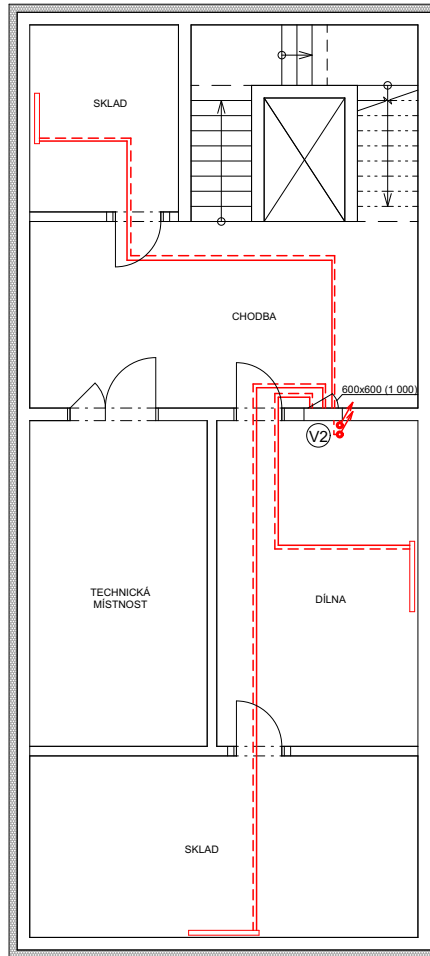 SKLAD
CHODBA
600x600 (1 000)
V2
TECHNICKÁ
MÍSTNOST
DÍLNA
SKLAD